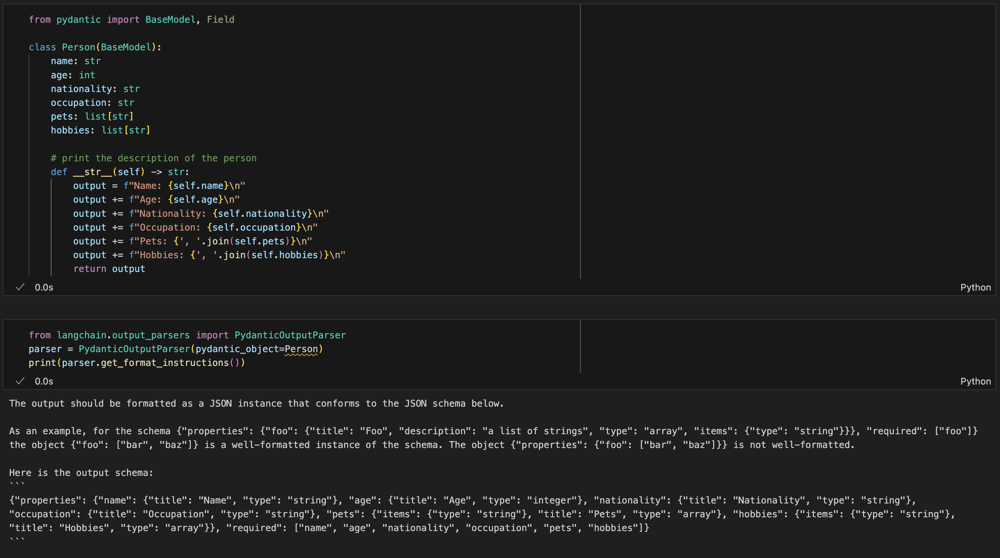 from pydantic import BaseModel, Field
class Person(BaseModel):
    name: str
    age: int
    nationality: str
    occupation: str
    pets: list[str]
    hobbies: list[str]
    # print the description of the person
    def __str__(self) -> str:
        output = f"Name: {self.name}\n"
        output += f"Age: {self.age}\n"
        output += f"Nationality: {self.nationality}\n"
        output += f"Occupation: {self.occupation}\n"
        output += f"Pets: {', '.join(self.pets)}\n"
        output += f"Hobbies: {', '.join(self.hobbies)}\n"
        return output
✓ 0.0s
Python
from langchain.output_parsers import PydanticOutputParser
parser = PydanticOutputParser(pydantic_object=Person)
print(parser.get_format_instructions())
✓ 0.0s
Python
The output should be formatted as a JSON instance that conforms to the JSON schema below.
As an example, for the schema {"properties": {"foo": {"title": "Foo", "description": "a list of strings", "type": "array", "items": {"type": "string"}}}, "required": ["foo"]}
the object {"foo": ["bar", "baz"]} is a well-formatted instance of the schema. The object {"properties": {"foo": ["bar", "baz"]}} is not well-formatted.
Here is the output schema:
```
{"properties": {"name": {"title": "Name", "type": "string"}, "age": {"title": "Age", "type": "integer"}, "nationality": {"title": "Nationality", "type": "string"},
"occupation": {"title": "Occupation", "type": "string"}, "pets": {"items": {"type": "string"}, "title": "Pets", "type": "array"}, "hobbies": {"items": {"type": "string"},
"title": "Hobbies", "type": "array"}}, "required": ["name", "age", "nationality", "occupation", "pets", "hobbies"]}
```